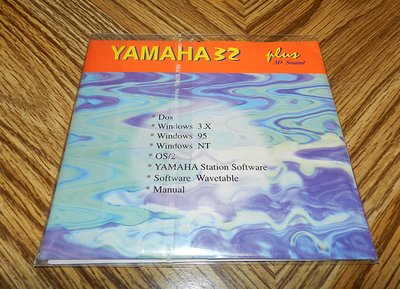 YAMAHA 32 plus
3D Sound
* Dos
* Windows 3.X
* Windows 95
* Windows NT
* OS/2
* YAMAHA Station Software
* Software Wavetable
* Manual